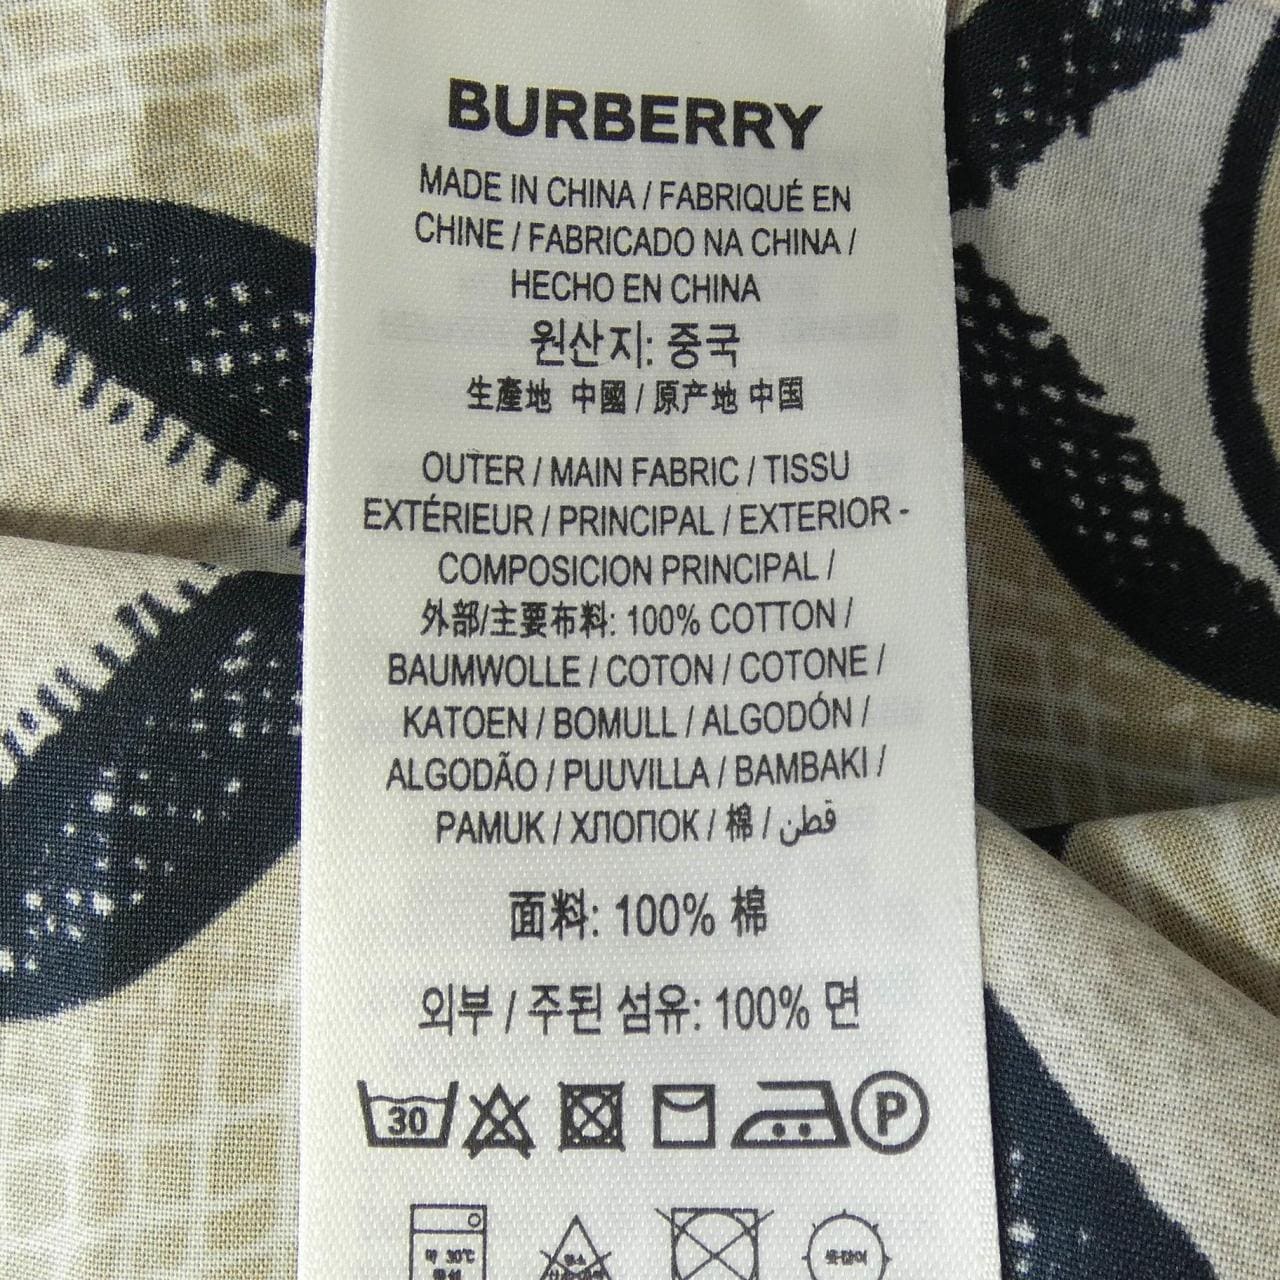 BURBERRY
MADE IN CHINA / FABRIQUÉ EN
CHINE / FABRICADO NA CHINA /
HECHO EN CHINA
원산지: 중국
生產地 中國 / 原产地 中国
OUTER / MAIN FABRIC / TISSU
EXTÉRIEUR / PRINCIPAL / EXTERIOR -
COMPOSICION PRINCIPAL /
外部/主要布料: 100% COTTON /
BAUMWOLLE / COTON / COTONE /
KATOEN / BOMULL / ALGODÓN /
ALGODÃO / PUUVILLA / BAMBAKI /
PAMUK / ХЛОПОК / 棉 / قطن
面料: 100% 棉
외부 / 주된 섬유: 100% 면
30 P
약 30℃